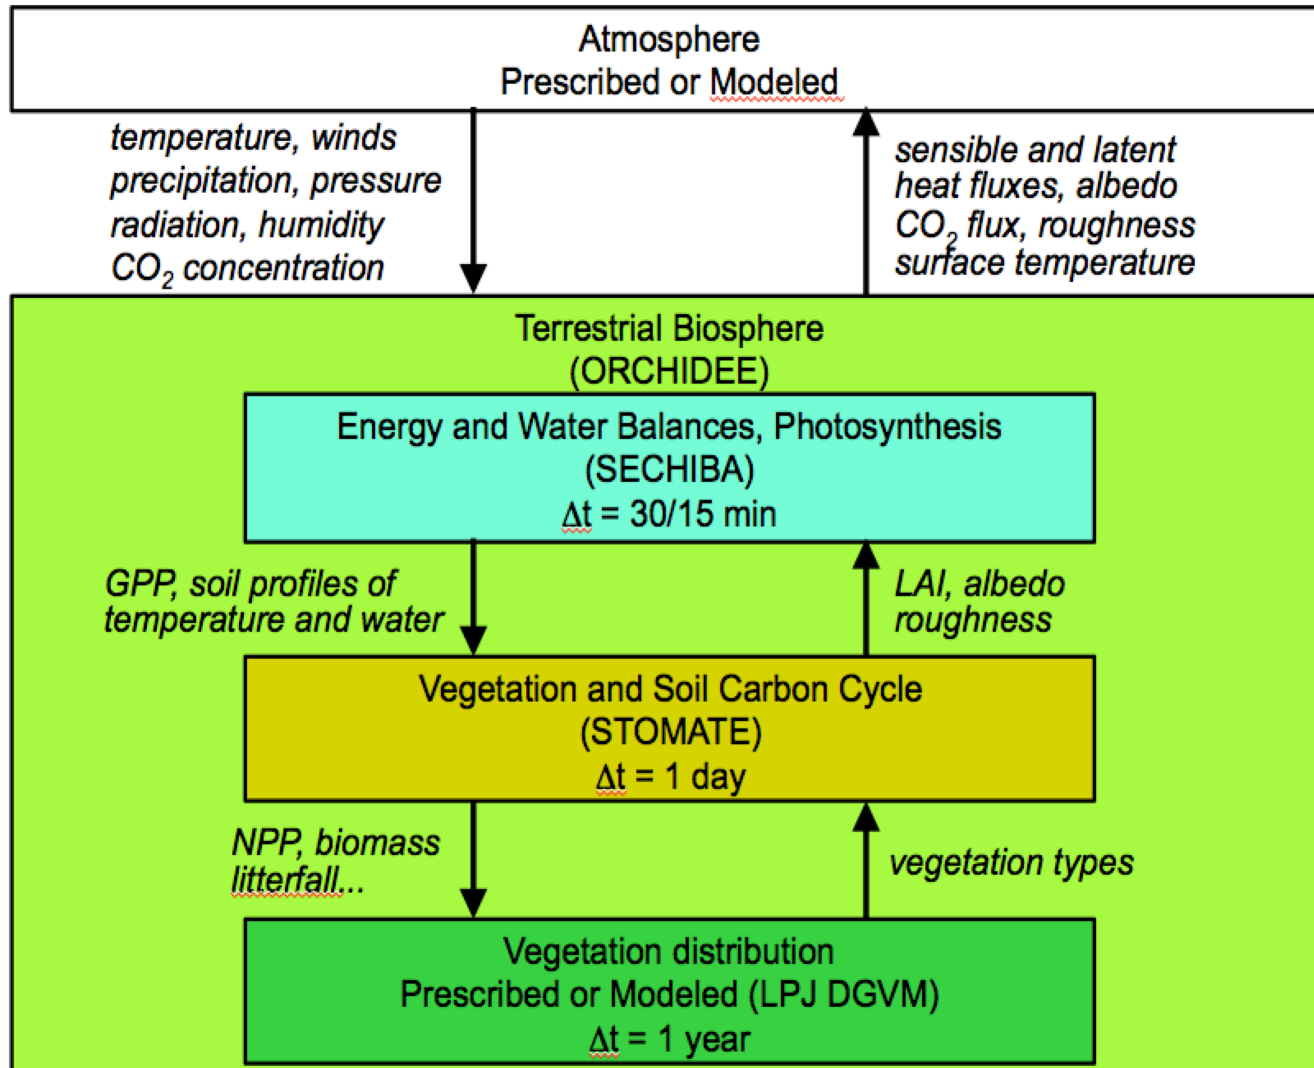 Atmosphere
Prescribed or Modeled
temperature, winds
precipitation, pressure
radiation, humidity
CO₂ concentration
sensible and latent
heat fluxes, albedo
CO₂ flux, roughness
surface temperature
Terrestrial Biosphere
(ORCHIDEE)
Energy and Water Balances, Photosynthesis
(SECHIBA)
Δt = 30/15 min
GPP, soil profiles of
temperature and water
LAI, albedo
roughness
Vegetation and Soil Carbon Cycle
(STOMATE)
Δt = 1 day
NPP, biomass
litterfall...
vegetation types
Vegetation distribution
Prescribed or Modeled (LPJ DGVM)
Δt = 1 year